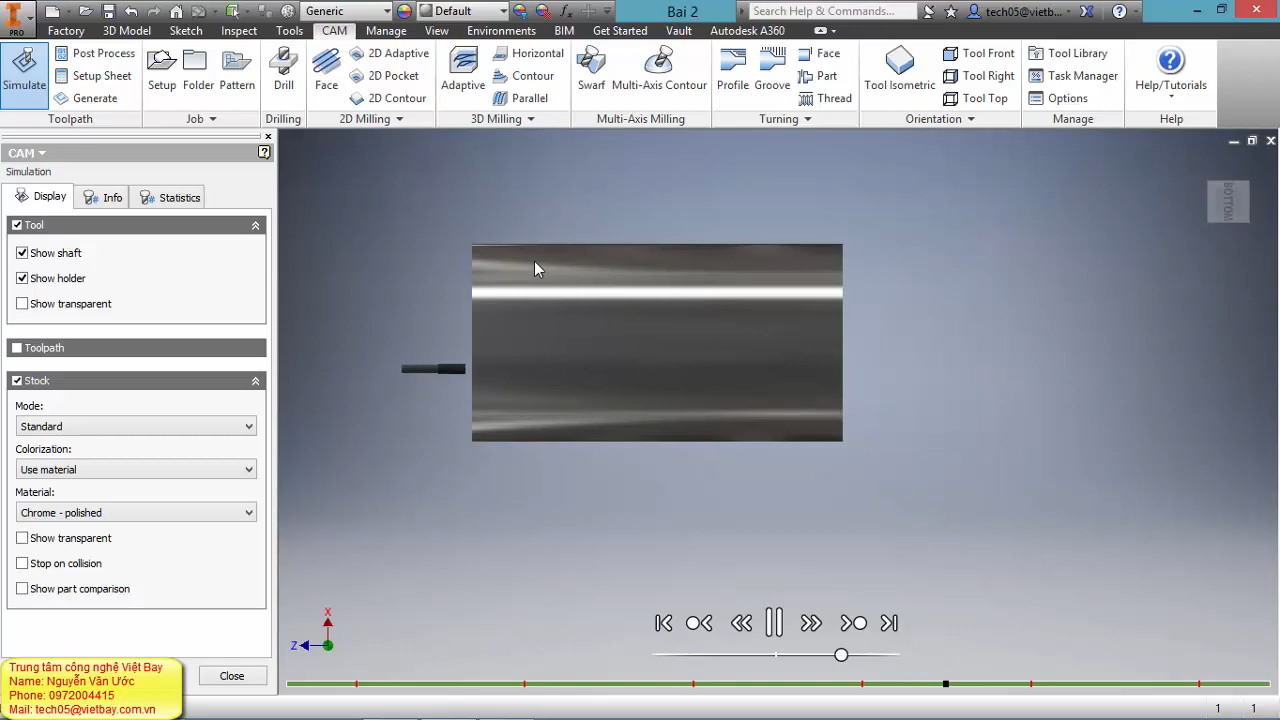 I
PRO
Generic
Default
fx
Bai 2
Search Help & Commands...
tech05@vietb...
Factory 3D Model Sketch Inspect Tools CAM Manage View Environments BIM Get Started Vault Autodesk A360
Simulate
Post Process
Setup Sheet
Generate
Toolpath
Setup
Folder
Pattern
Job
Drill
Drilling
Face
2D Adaptive
2D Pocket
2D Contour
2D Milling
Adaptive
Horizontal
Contour
Parallel
3D Milling
Swarf
Multi-Axis Contour
Multi-Axis Milling
Profile
Groove
Face
Part
Thread
Turning
Tool Isometric
Tool Front
Tool Right
Tool Top
Orientation
Tool Library
Task Manager
Options
Manage
Help/Tutorials
Help
CAM
Simulation
Display
Info
Statistics
Tool
Show shaft
Show holder
Show transparent
Toolpath
Stock
Mode:
Standard
Colorization:
Use material
Material:
Chrome - polished
Show transparent
Stop on collision
Show part comparison
Close
BOTTOM
X
Z
Trung tâm công nghệ Việt Bay
Name: Nguyễn Văn Ước
Phone: 0972004415
Mail: tech05@vietbay.com.vn
1 1